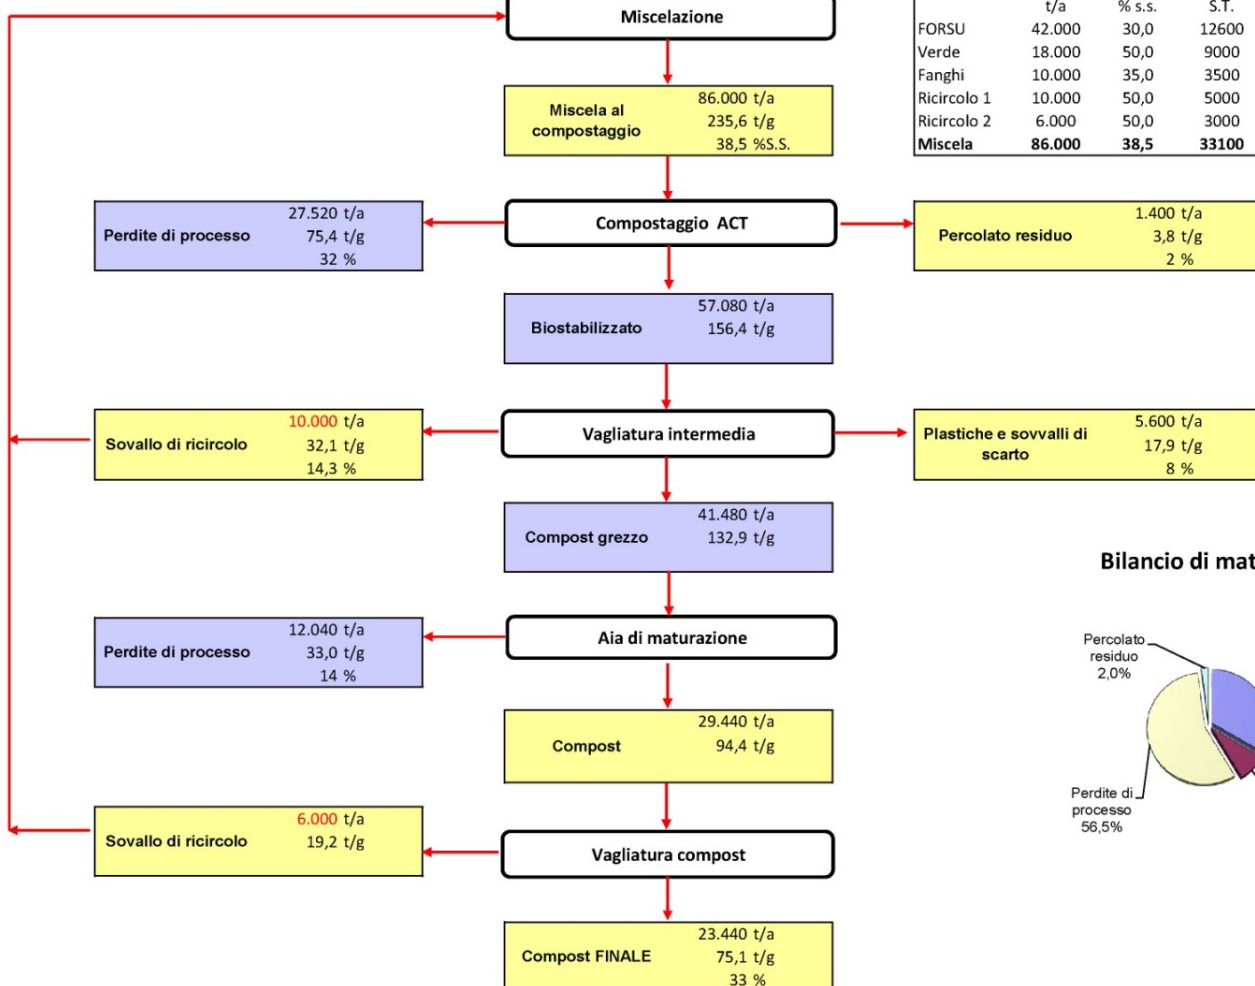 t/a % s.s. S.T.
Miscelazione
FORSU 42.000 30,0 12600
Verde 18.000 50,0 9000
Fanghi 10.000 35,0 3500
Ricircolo 1 10.000 50,0 5000
Ricircolo 2 6.000 50,0 3000
Miscela 86.000 38,5 33100
Miscela al
compostaggio
86.000 t/a
235,6 t/g
38,5 %S.S.
Perdite di processo
27.520 t/a
75,4 t/g
32 %
Compostaggio ACT
Percolato residuo
1.400 t/a
3,8 t/g
2 %
Biostabilizzato
57.080 t/a
156,4 t/g
Sovallo di ricircolo
10.000 t/a
32,1 t/g
14,3 %
Vagliatura intermedia
Plastiche e sovvalli di
scarto
5.600 t/a
17,9 t/g
8 %
Compost grezzo
41.480 t/a
132,9 t/g
Bilancio di mat
Perdite di processo
12.040 t/a
33,0 t/g
14 %
Aia di maturazione
Percolato
residuo
2,0%
Compost
29.440 t/a
94,4 t/g
Perdite di
processo
56,5%
Sovallo di ricircolo
6.000 t/a
19,2 t/g
Vagliatura compost
Compost FINALE
23.440 t/a
75,1 t/g
33 %